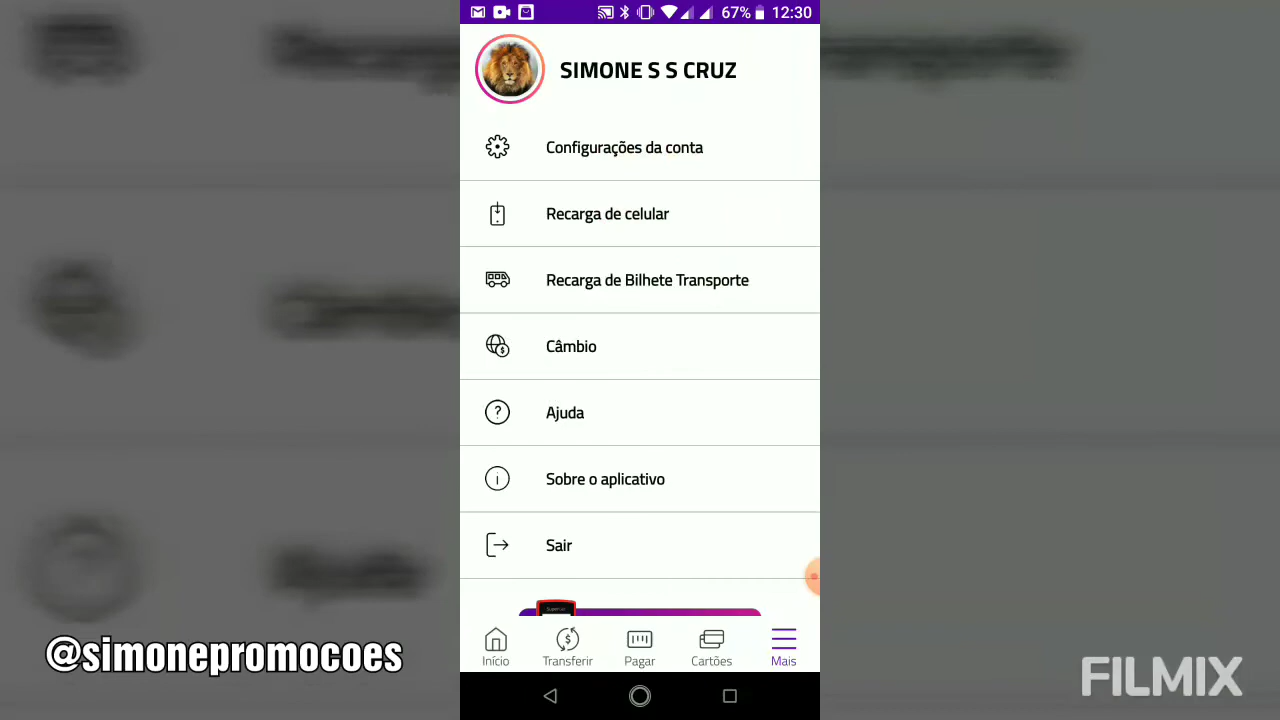 67% 12:30
SIMONE S S CRUZ
Configurações da conta
Recarga de celular
Recarga de Bilhete Transporte
Câmbio
Ajuda
Sobre o aplicativo
Sair
Início Transferir Pagar Cartões Mais
@simonepromocoes
FILMIX